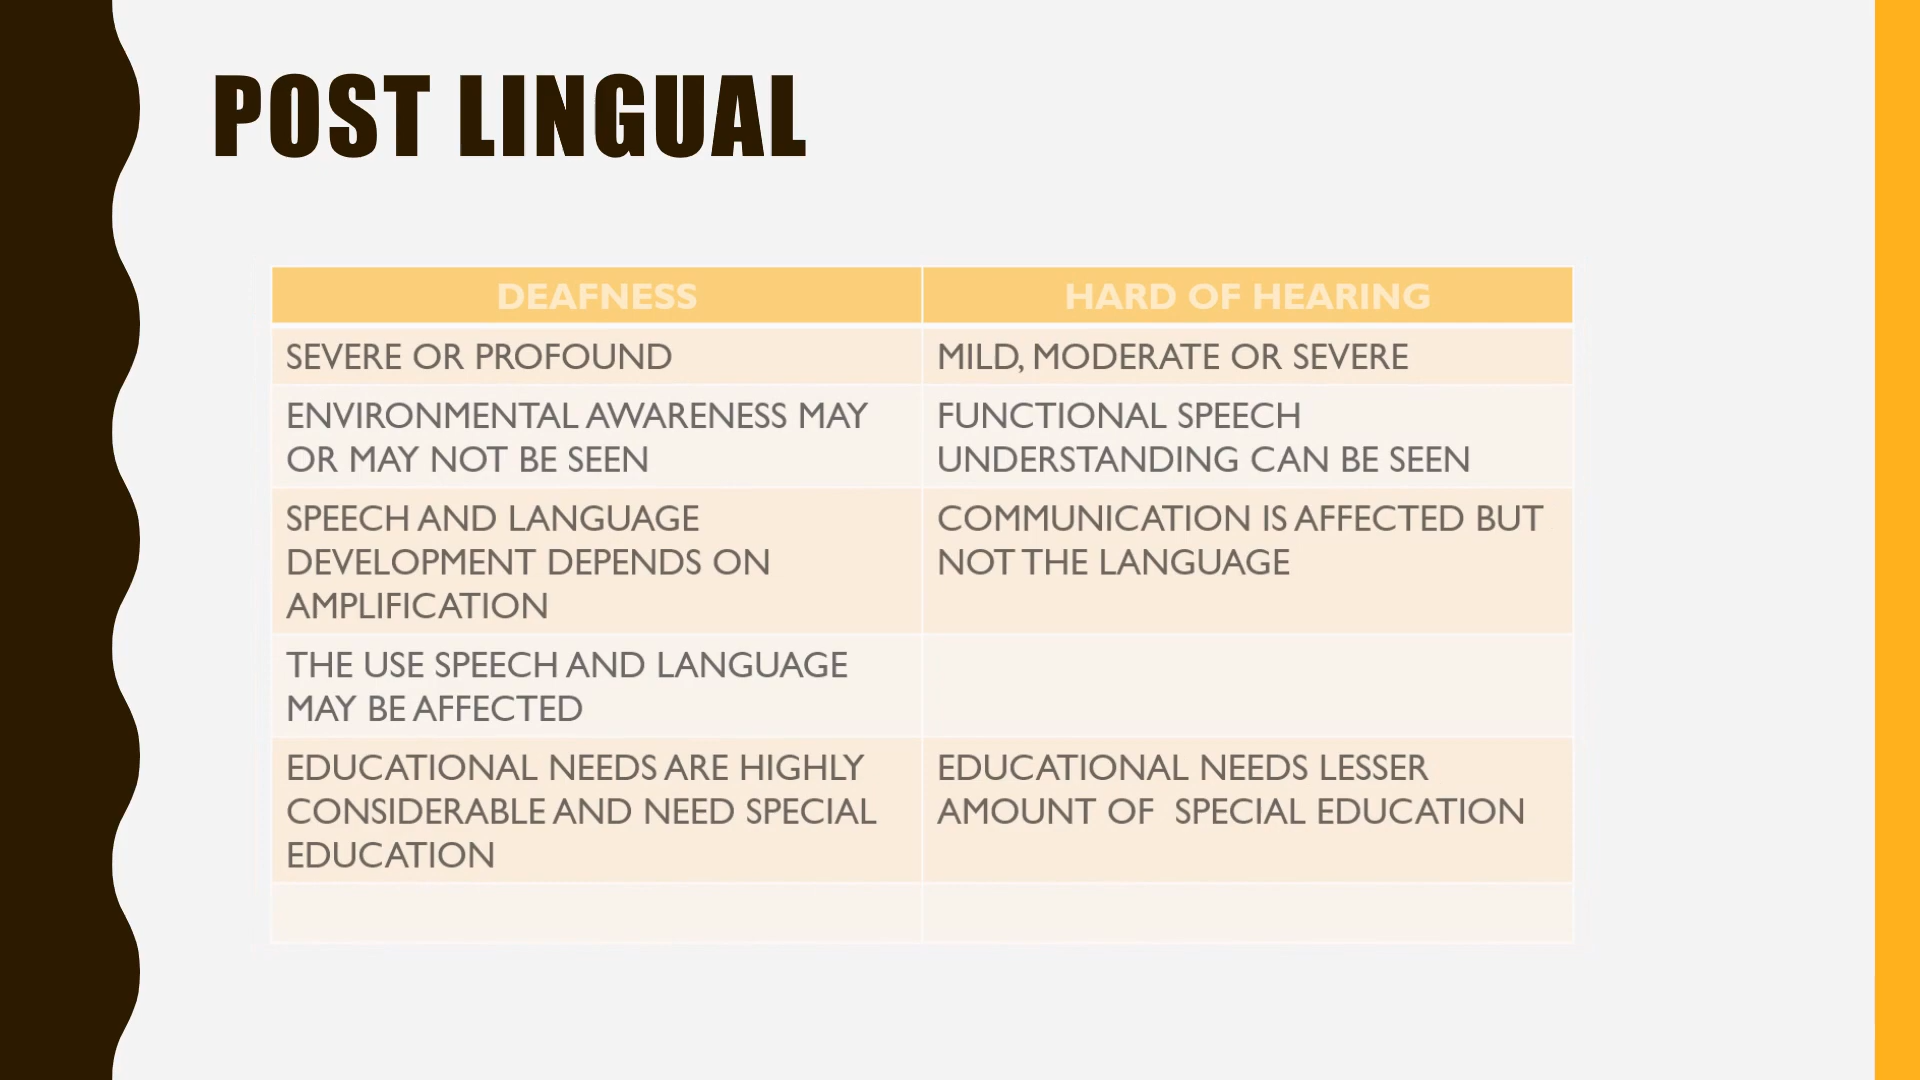 POST LINGUAL
DEAFNESS
HARD OF HEARING
SEVERE OR PROFOUND
MILD, MODERATE OR SEVERE
ENVIRONMENTAL AWARENESS MAY
OR MAY NOT BE SEEN
FUNCTIONAL SPEECH
UNDERSTANDING CAN BE SEEN
SPEECH AND LANGUAGE
DEVELOPMENT DEPENDS ON
AMPLIFICATION
COMMUNICATION IS AFFECTED BUT
NOT THE LANGUAGE
THE USE SPEECH AND LANGUAGE
MAY BE AFFECTED
EDUCATIONAL NEEDS ARE HIGHLY
CONSIDERABLE AND NEED SPECIAL
EDUCATION
EDUCATIONAL NEEDS LESSER
AMOUNT OF  SPECIAL EDUCATION